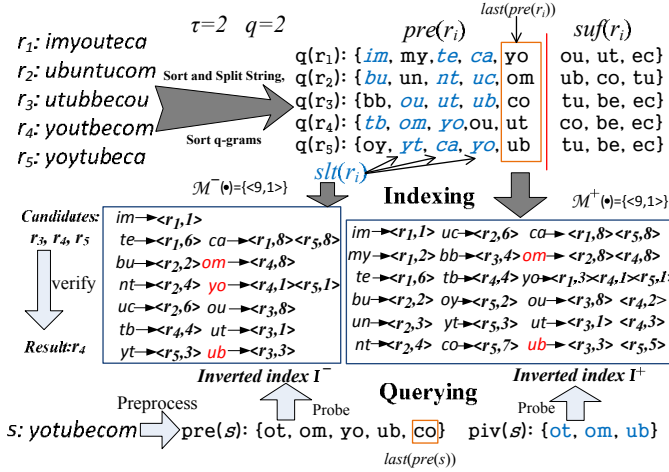 τ=2 q=2
pre(ri)
last(pre(ri))
suf(ri)
r1: imyouteca
r2: ubuntucom
r3: utubbecou
r4: youtbecom
r5: yoytubeca
Sort and Split String,
Sort q-grams
q(r1): {im, my, te, ca, yo ou, ut, ec}
q(r2): {bu, un, nt, uc, om ub, co, tu}
q(r3): {bb, ou, ut, ub, co tu, be, ec}
q(r4): {tb, om, yo, ou, ut co, be, ec}
q(r5): {oy, yt, ca, yo, ub tu, be, ec}
slt(ri)
M−(•)={<9,1>}
Indexing
M+(•)={<9,1>}
Candidates:
r3, r4, r5
verify
Result:r4
im <r1,1>
te <r1,6> ca <r1,8><r5,8>
bu <r2,2> om <r4,8>
nt <r2,4> yo <r4,1><r5,1>
uc <r2,6> ou <r3,8>
tb <r4,4> ut <r3,1>
yt <r5,3> ub <r3,3>
Inverted index I−
im <r1,1> uc <r2,6> ca <r1,8><r5,8>
my <r1,2> bb <r3,4> om <r2,8> <r4,8>
te <r1,6> tb <r4,4> yo <r1,3><r4,1><r5,1>
bu <r2,2> oy <r5,2> ou <r3,8> <r4,2>
un <r2,3> yt <r5,3> ut <r3,1> <r4,3>
nt <r2,4> co <r5,7> ub <r3,3> <r5,5>
Inverted index I+
Querying
Preprocess
Probe
Probe
s: yotubecom
pre(s): {ot, om, yo, ub, co}
piv(s): {ot, om, ub}
last(pre(s))